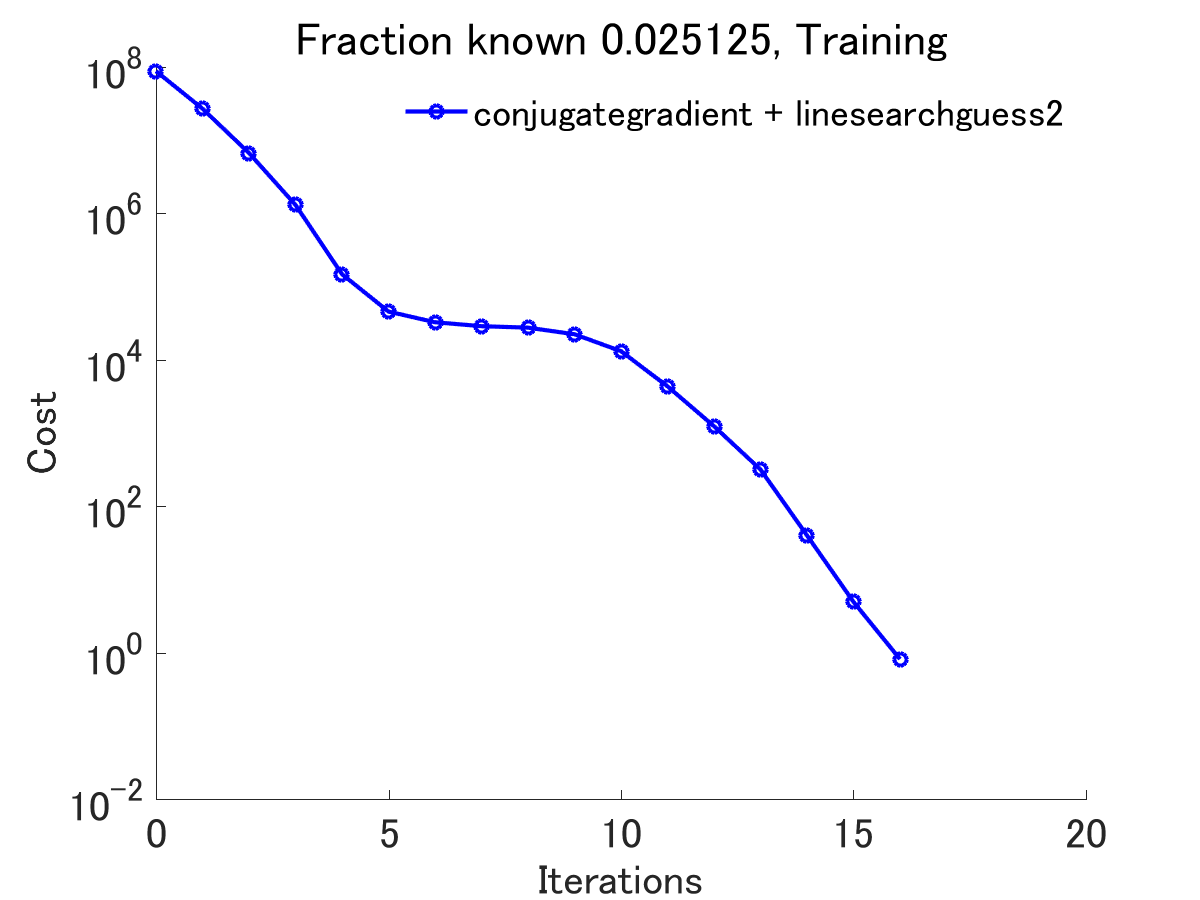 Fraction known 0.025125, Training
conjugategradient + linesearchguess2
10^8
10^6
10^4
10^2
10^0
10^-2
Cost
0 5 10 15 20
Iterations